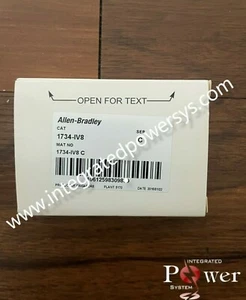 OPEN FOR TEXT
Allen-Bradley
CAT SER
1734-IV8 C
MAT NO
1734-IV8 C
www.integratedpowersys.com
INTEGRATED
Power
SYSTEM